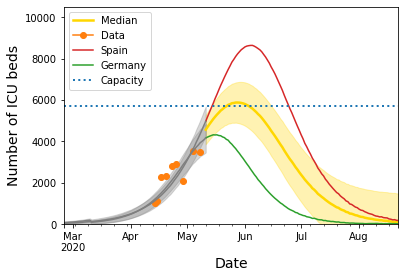 Number of ICU beds
10000
8000
6000
4000
2000
0
Median
Data
Spain
Germany
Capacity
Mar
2020
Apr
May
Jun
Jul
Aug
Date